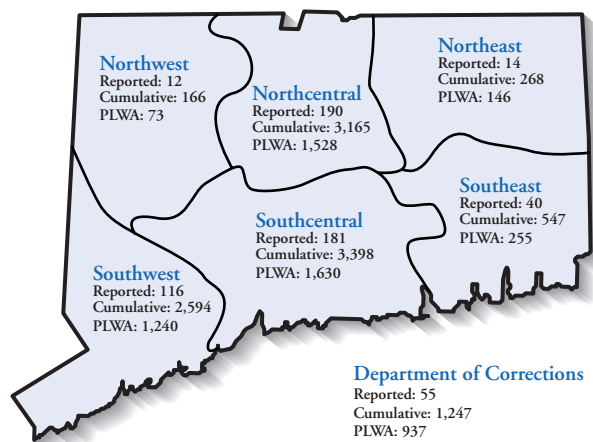 Northwest
Reported: 12
Cumulative: 166
PLWA: 73
Northcentral
Reported: 190
Cumulative: 3,165
PLWA: 1,528
Northeast
Reported: 14
Cumulative: 268
PLWA: 146
Southwest
Reported: 116
Cumulative: 2,594
PLWA: 1,240
Southcentral
Reported: 181
Cumulative: 3,398
PLWA: 1,630
Southeast
Reported: 40
Cumulative: 547
PLWA: 255
Department of Corrections
Reported: 55
Cumulative: 1,247
PLWA: 937